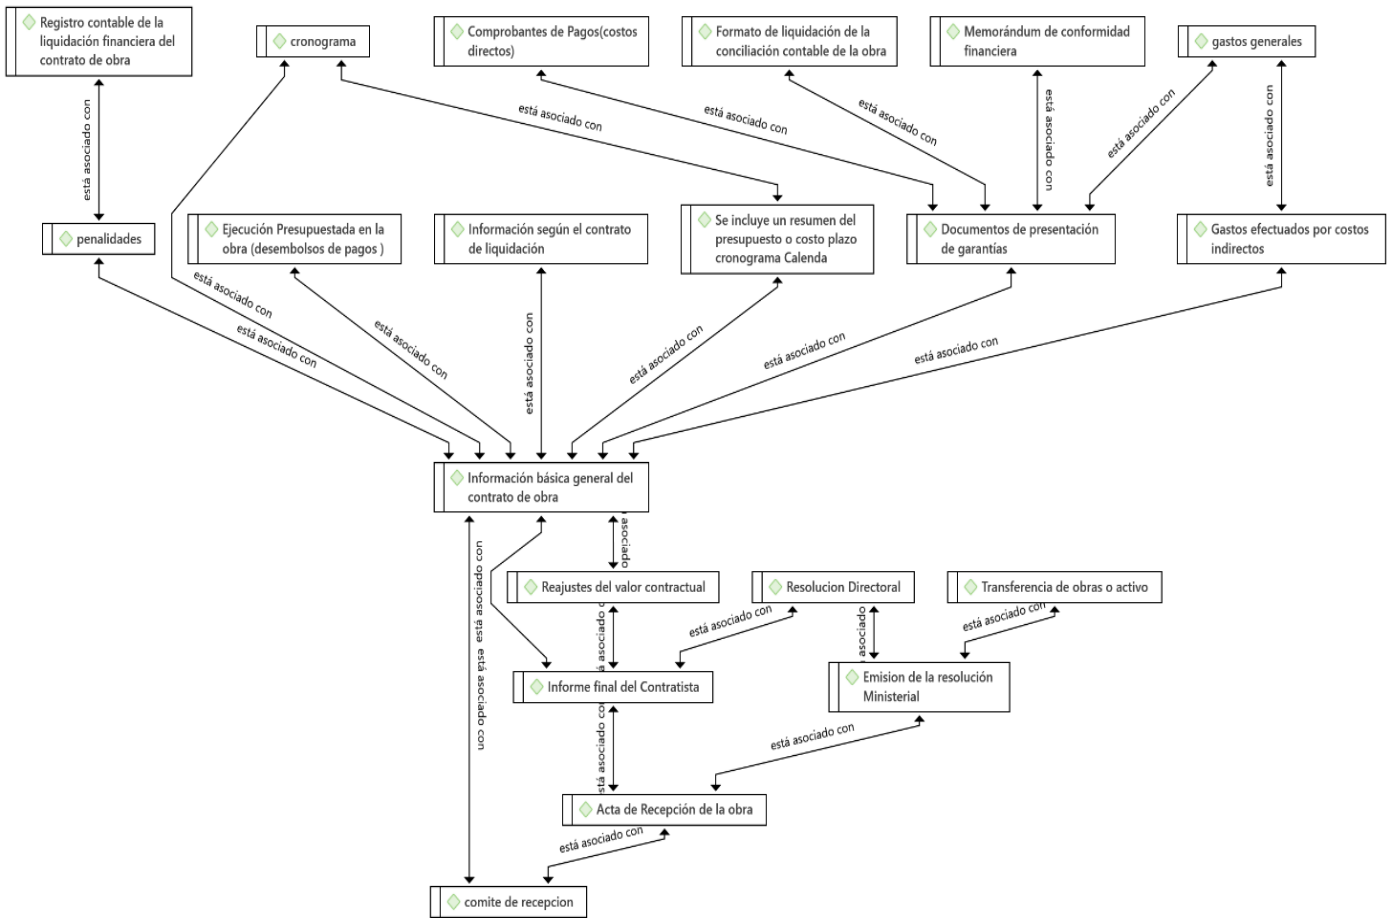 Registro contable de la
liquidación financiera del
contrato de obra
cronograma
Comprobantes de Pagos(costos
directos)
Formato de liquidación de la
conciliación contable de la obra
Memorándum de conformidad
financiera
gastos generales
está asociado con
está asociado con
está asociado con
está asociado con
está asociado con
está asociado con
está asociado con
penalidades
Ejecución Presupuestada en la
obra (desembolsos de pagos )
Información según el contrato
de liquidación
Se incluye un resumen del
presupuesto o costo plazo
cronograma Calenda
Documentos de presentación
de garantías
Gastos efectuados por costos
indirectos
está asociado con
está asociado con
está asociado con
está asociado con
está asociado con
está asociado con
está asociado con
Información básica general del
contrato de obra
asociado
está asociado con
está asociado con
Reajustes del valor contractual
Resolucion Directoral
Transferencia de obras o activo
asociado
está asociado con
asociado
está asociado con
Informe final del Contratista
Emision de la resolución
Ministerial
asociado
está asociado con
Acta de Recepción de la obra
está asociado con
comite de recepcion